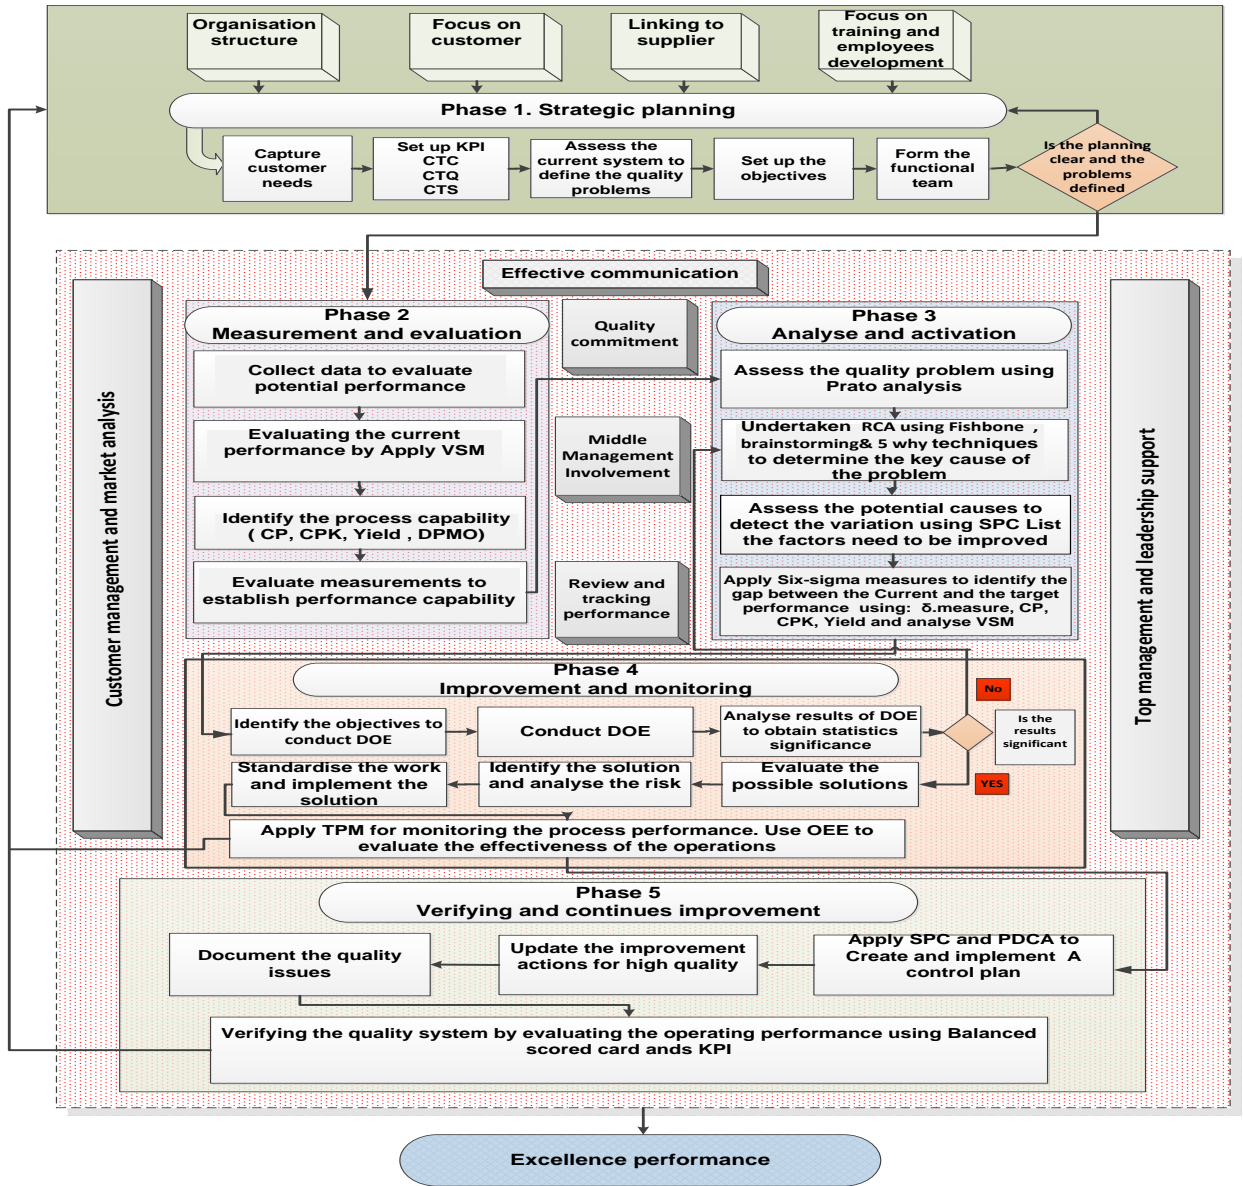 Organisation
structure
Focus on
customer
Linking to
supplier
Focus on
training and
employees
development
Phase 1. Strategic planning
Capture
customer
needs
Set up KPI
CTC
CTQ
CTS
Assess the
current system to
define the quality
problems
Set up the
objectives
Form the
functional
team
Is the planning
clear and the
problems
defined
Effective communication
Customer management and market analysis
Top management and leadership support
Phase 2
Measurement and evaluation
Collect data to evaluate
potential performance
Evaluating the current
performance by Apply VSM
Identify the process capability
( CP, CPK, Yield , DPMO)
Evaluate measurements to
establish performance capability
Quality
commitment
Middle
Management
Involvement
Review and
tracking
performance
Phase 3
Analyse and activation
Assess the quality problem using
Prato analysis
Undertaken RCA using Fishbone ,
brainstorming& 5 why techniques
to determine the key cause of
the problem
Assess the potential causes to
detect the variation using SPC List
the factors need to be improved
Apply Six-sigma measures to identify the
gap between the Current and the target
performance using: δ.measure, CP,
CPK, Yield and analyse VSM
Phase 4
Improvement and monitoring
Identify the objectives to
conduct DOE
Conduct DOE
Analyse results of DOE
to obtain statistics
significance
No
Is the
results
significant
YES
Evaluate the
possible solutions
Identify the solution
and analyse the risk
Standardise the work
and implement the
solution
Apply TPM for monitoring the process performance. Use OEE to
evaluate the effectiveness of the operations
Phase 5
Verifying and continues improvement
Apply SPC and PDCA to
Create and implement A
control plan
Update the improvement
actions for high quality
Document the quality
issues
Verifying the quality system by evaluating the operating performance using Balanced
scored card ands KPI
Excellence performance